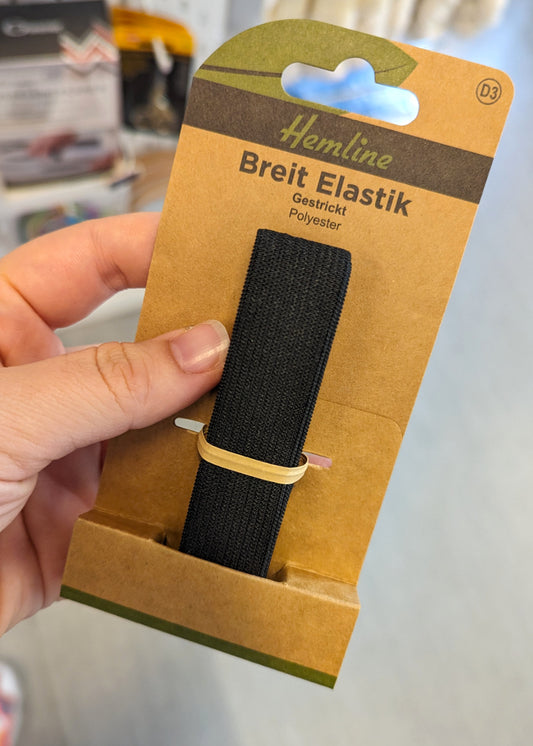 D3
Hemline
Breit Elastik
Gestrickt
Polyester